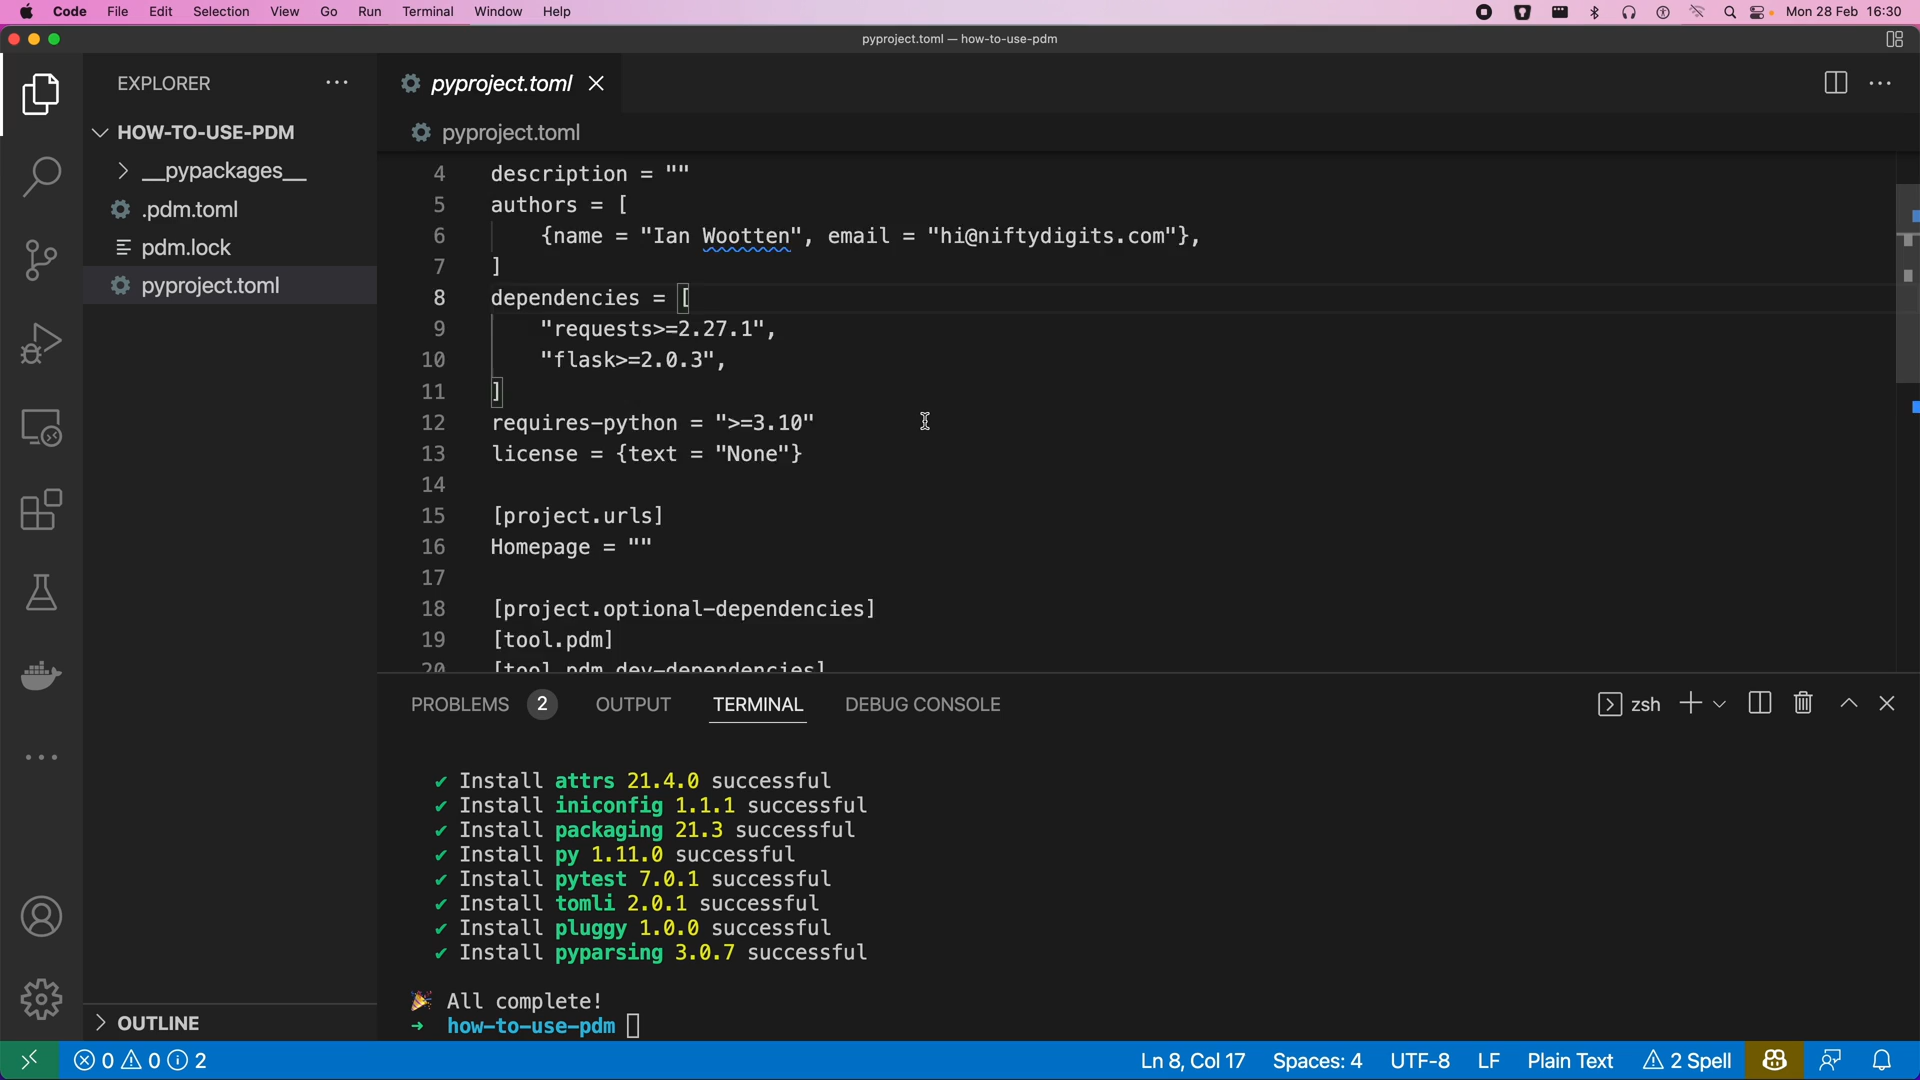 Code File Edit Selection View Go Run Terminal Window Help Mon 28 Feb 16:30
pyproject.toml — how-to-use-pdm
EXPLORER
HOW-TO-USE-PDM
__pypackages__
.pdm.toml
pdm.lock
pyproject.toml
OUTLINE
pyproject.toml
pyproject.toml
4 description = ""
5 authors = [
6 {name = "Ian Wootten", email = "hi@niftydigits.com"},
7 ]
8 dependencies = [
9 "requests>=2.27.1",
10 "flask>=2.0.3",
11 ]
12 requires-python = ">=3.10"
13 license = {text = "None"}
14
15 [project.urls]
16 Homepage = ""
17
18 [project.optional-dependencies]
19 [tool.pdm]
20 [tool.pdm.dev-dependencies]
PROBLEMS 2 OUTPUT TERMINAL DEBUG CONSOLE zsh
✔ Install attrs 21.4.0 successful
✔ Install iniconfig 1.1.1 successful
✔ Install packaging 21.3 successful
✔ Install py 1.11.0 successful
✔ Install pytest 7.0.1 successful
✔ Install tomli 2.0.1 successful
✔ Install pluggy 1.0.0 successful
✔ Install pyparsing 3.0.7 successful
🎉 All complete!
➜ how-to-use-pdm
0 0 2 Ln 8, Col 17 Spaces: 4 UTF-8 LF Plain Text 2 Spell